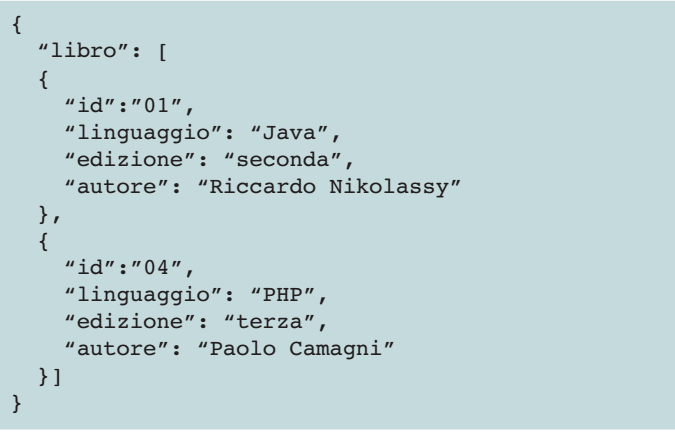 {
“libro”: [
{
“id”:”01”,
“linguaggio”: “Java”,
“edizione”: “seconda”,
“autore”: “Riccardo Nikolassy”
},
{
“id”:”04”,
“linguaggio”: “PHP”,
“edizione”: “terza”,
“autore”: “Paolo Camagni”
}]
}